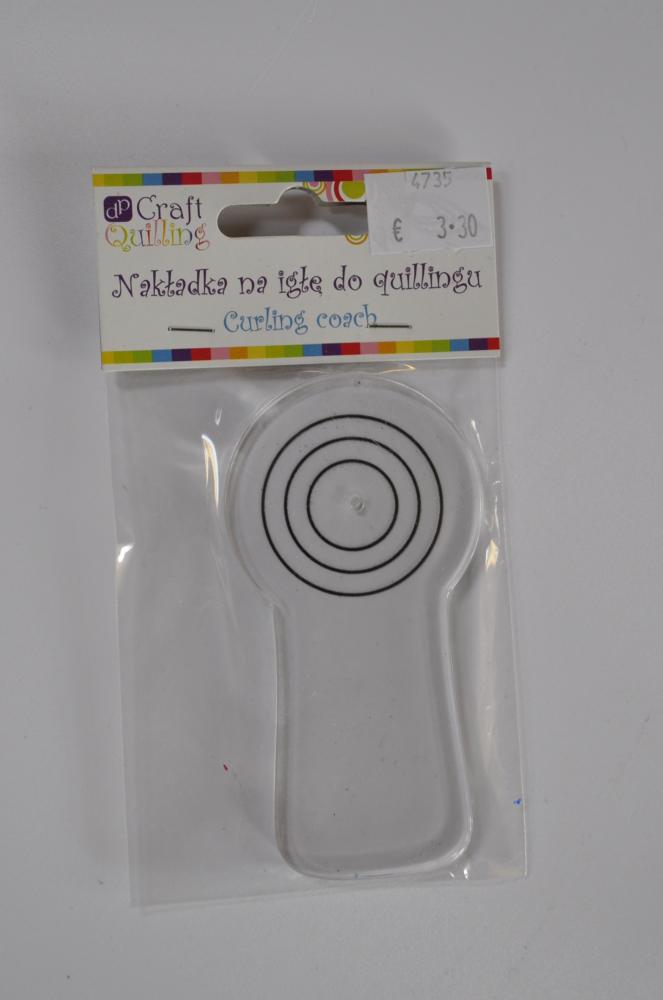 4735
€ 3.30
dp Craft
Quilling
Nakładka na igłę do quillingu
Curling coach